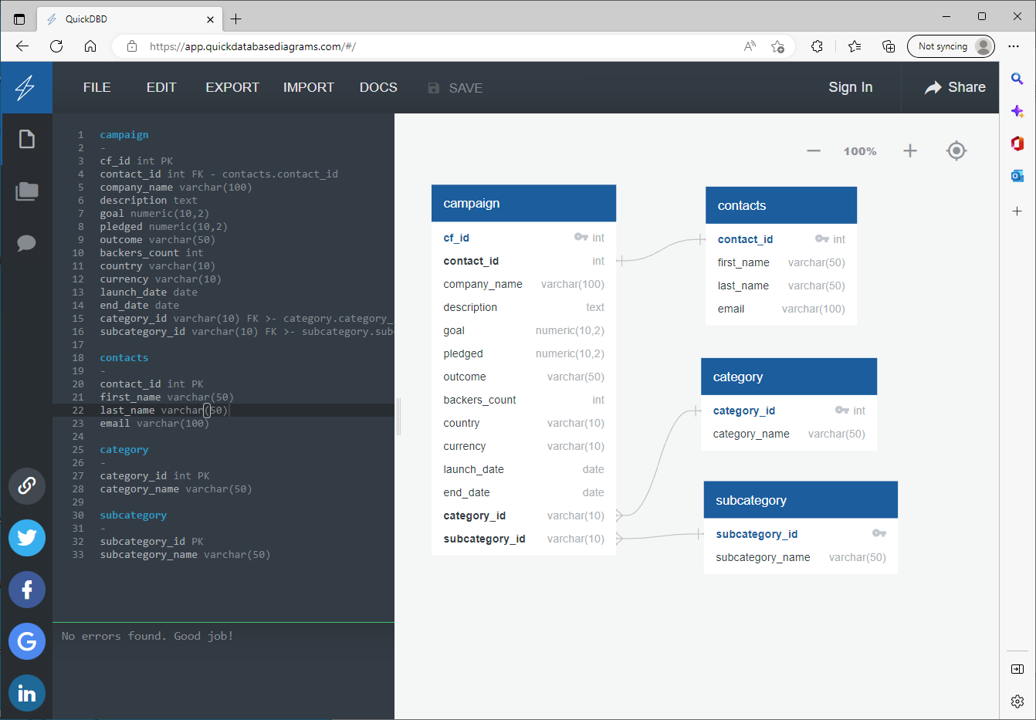 QuickDBD
https://app.quickdatabasediagrams.com/#/
Not syncing
FILE EDIT EXPORT IMPORT DOCS SAVE Sign In Share
1 campaign
2 -
3 cf_id int PK
4 contact_id int FK - contacts.contact_id
5 company_name varchar(100)
6 description text
7 goal numeric(10,2)
8 pledged numeric(10,2)
9 outcome varchar(50)
10 backers_count int
11 country varchar(10)
12 currency varchar(10)
13 launch_date date
14 end_date date
15 category_id varchar(10) FK >- category.category_
16 subcategory_id varchar(10) FK >- subcategory.sub
17
18 contacts
19 -
20 contact_id int PK
21 first_name varchar(50)
22 last_name varchar(50)
23 email varchar(100)
24
25 category
26 -
27 category_id int PK
28 category_name varchar(50)
29
30 subcategory
31 -
32 subcategory_id PK
33 subcategory_name varchar(50)
No errors found. Good job!
100%
campaign
cf_id int
contact_id int
company_name varchar(100)
description text
goal numeric(10,2)
pledged numeric(10,2)
outcome varchar(50)
backers_count int
country varchar(10)
currency varchar(10)
launch_date date
end_date date
category_id varchar(10)
subcategory_id varchar(10)
contacts
contact_id int
first_name varchar(50)
last_name varchar(50)
email varchar(100)
category
category_id int
category_name varchar(50)
subcategory
subcategory_id
subcategory_name varchar(50)